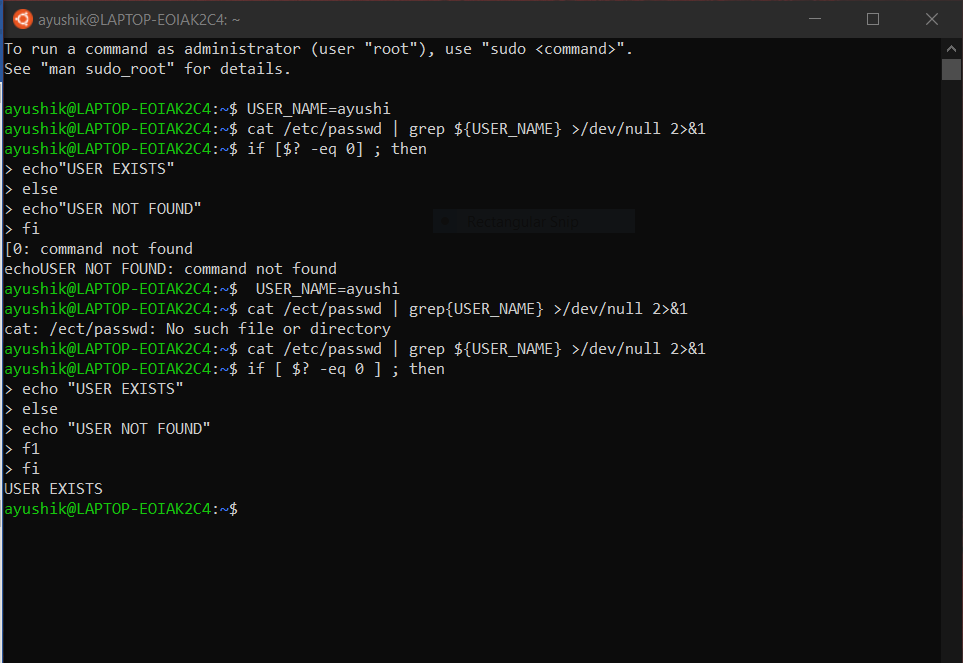 ayushik@LAPTOP-EOIAK2C4: ~
To run a command as administrator (user "root"), use "sudo <command>".
See "man sudo_root" for details.
ayushik@LAPTOP-EOIAK2C4:~$ USER_NAME=ayushi
ayushik@LAPTOP-EOIAK2C4:~$ cat /etc/passwd | grep ${USER_NAME} >/dev/null 2>&1
ayushik@LAPTOP-EOIAK2C4:~$ if [$? -eq 0] ; then
> echo"USER EXISTS"
> else
> echo"USER NOT FOUND"
Rectangular Snip
> fi
[0: command not found
echoUSER NOT FOUND: command not found
ayushik@LAPTOP-EOIAK2C4:~$  USER_NAME=ayushi
ayushik@LAPTOP-EOIAK2C4:~$ cat /ect/passwd | grep{USER_NAME} >/dev/null 2>&1
cat: /ect/passwd: No such file or directory
ayushik@LAPTOP-EOIAK2C4:~$ cat /etc/passwd | grep ${USER_NAME} >/dev/null 2>&1
ayushik@LAPTOP-EOIAK2C4:~$ if [ $? -eq 0 ] ; then
> echo "USER EXISTS"
> else
> echo "USER NOT FOUND"
> f1
> fi
USER EXISTS
ayushik@LAPTOP-EOIAK2C4:~$